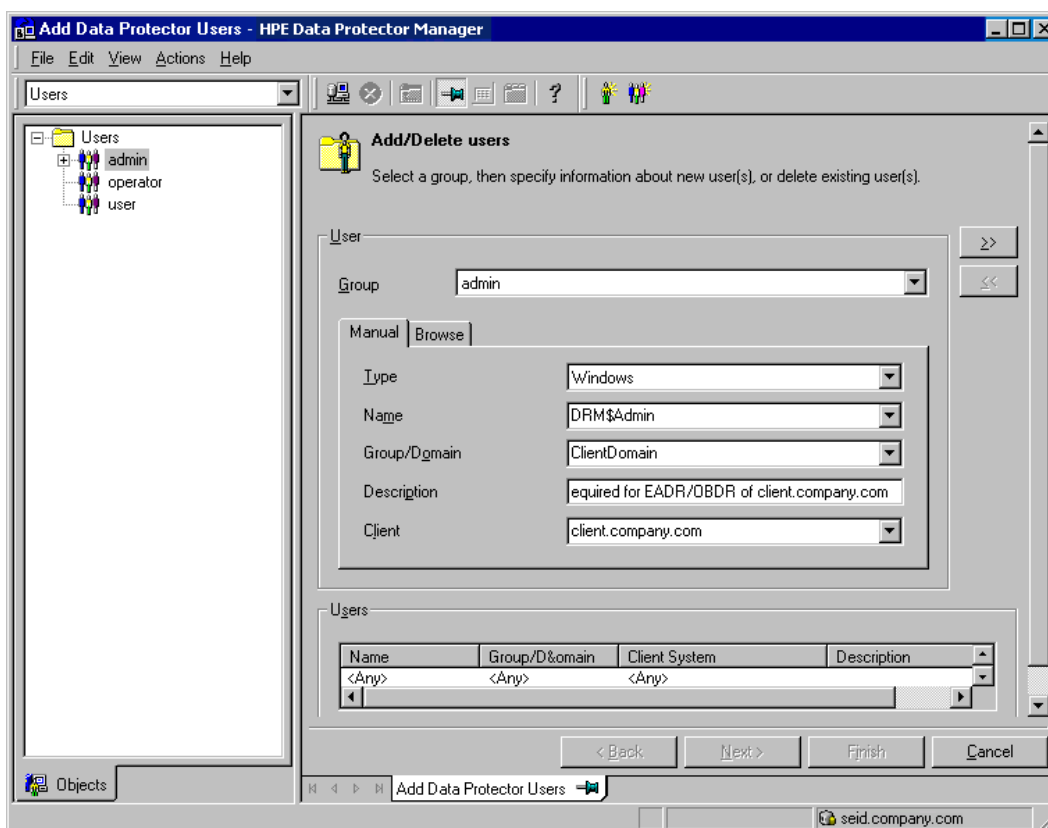 Add Data Protector Users - HPE Data Protector Manager
File Edit View Actions Help
Users
Users
admin
operator
user
Add/Delete users
Select a group, then specify information about new user(s), or delete existing user(s).
User
>>
<<
Group
admin
Manual Browse
Type
Windows
Name
DRM$Admin
Group/Domain
ClientDomain
Description
equired for EADR/OBDR of client.company.com
Client
client.company.com
Users
Name Group/D&omain Client System Description
<Any> <Any> <Any>
< Back Next > Finish Cancel
Objects
Add Data Protector Users
seid.company.com